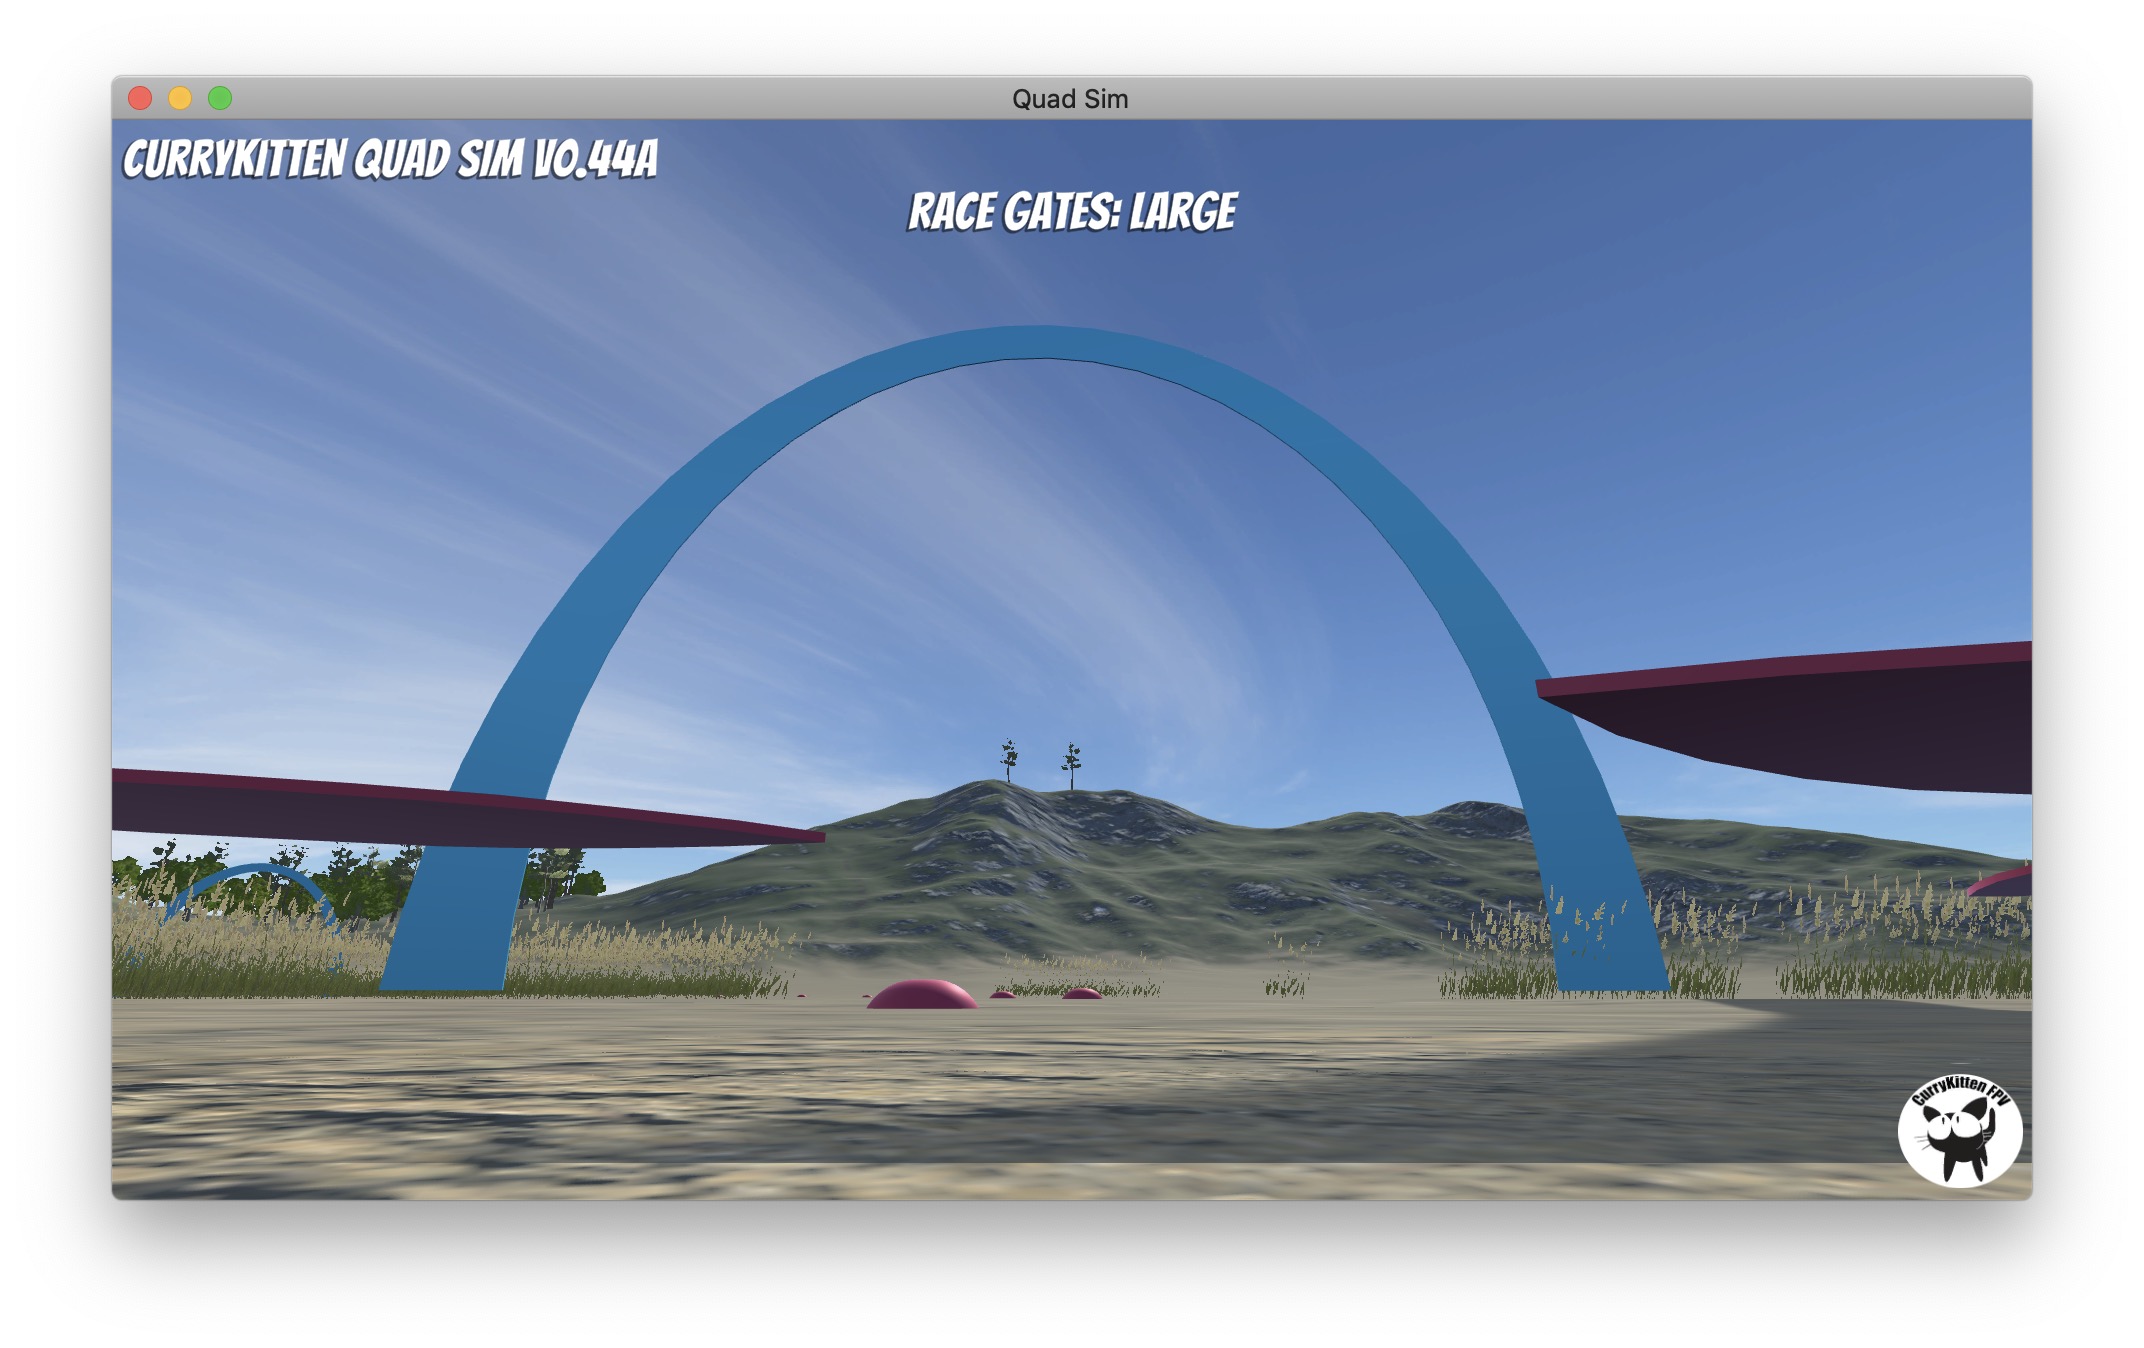 Quad Sim
CURRYKITTEN QUAD SIM V0.44A
RACE GATES: LARGE
CurryKitten FPV